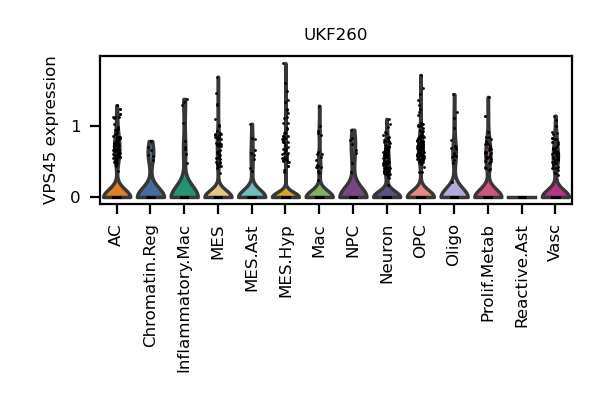 UKF260
VPS45 expression
1
0
AC
Chromatin.Reg
Inflammatory.Mac
MES
MES.Ast
MES.Hyp
Mac
NPC
Neuron
OPC
Oligo
Prolif.Metab
Reactive.Ast
Vasc